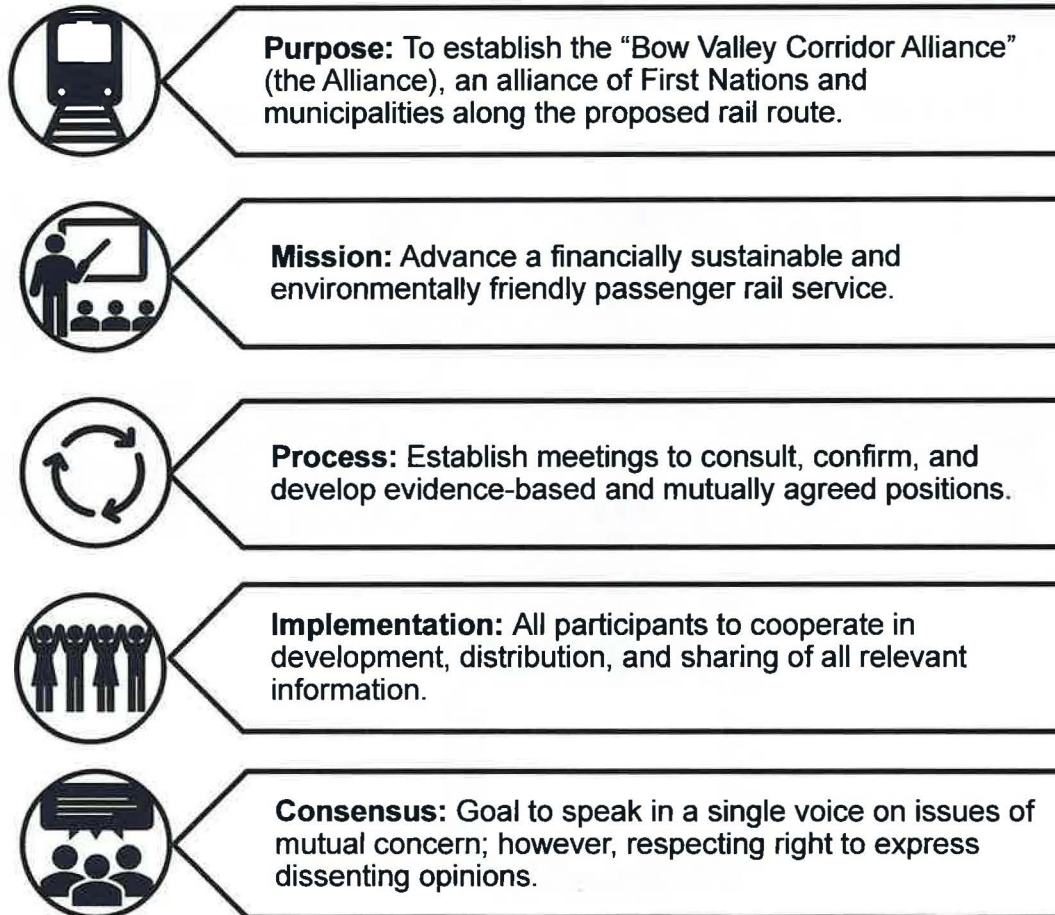 Purpose: To establish the “Bow Valley Corridor Alliance”
(the Alliance), an alliance of First Nations and
municipalities along the proposed rail route.
Mission: Advance a financially sustainable and
environmentally friendly passenger rail service.
Process: Establish meetings to consult, confirm, and
develop evidence-based and mutually agreed positions.
Implementation: All participants to cooperate in
development, distribution, and sharing of all relevant
information.
Consensus: Goal to speak in a single voice on issues of
mutual concern; however, respecting right to express
dissenting opinions.